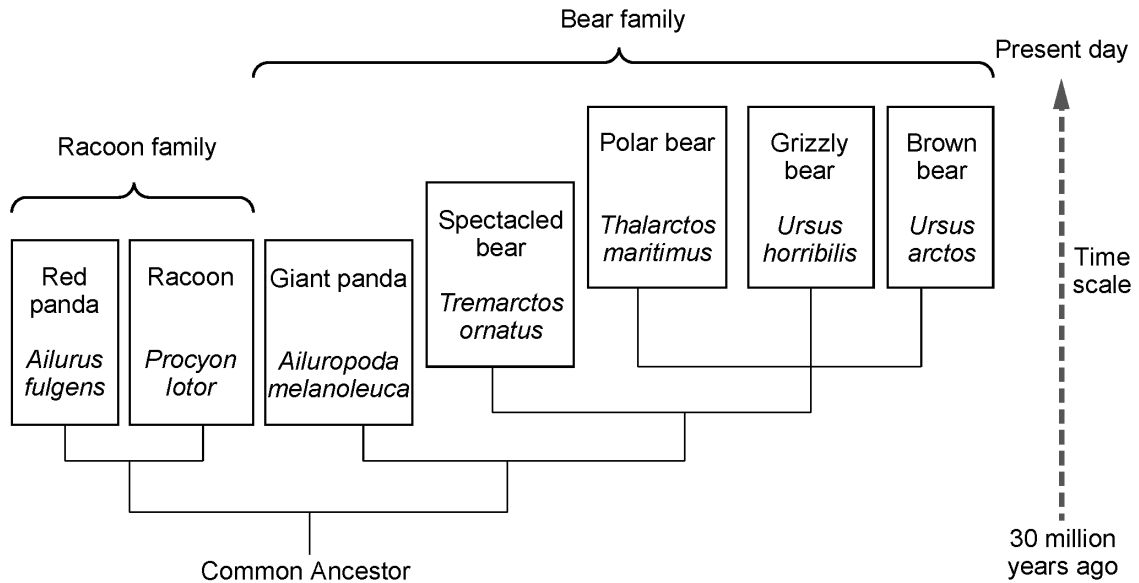 Bear family
Present day
Racoon family
Red
panda
Ailurus
fulgens
Racoon
Procyon
lotor
Giant panda
Ailuropoda
melanoleuca
Spectacled
bear
Tremarctos
ornatus
Polar bear
Thalarctos
maritimus
Grizzly
bear
Ursus
horribilis
Brown
bear
Ursus
arctos
Time
scale
Common Ancestor
30 million
years ago